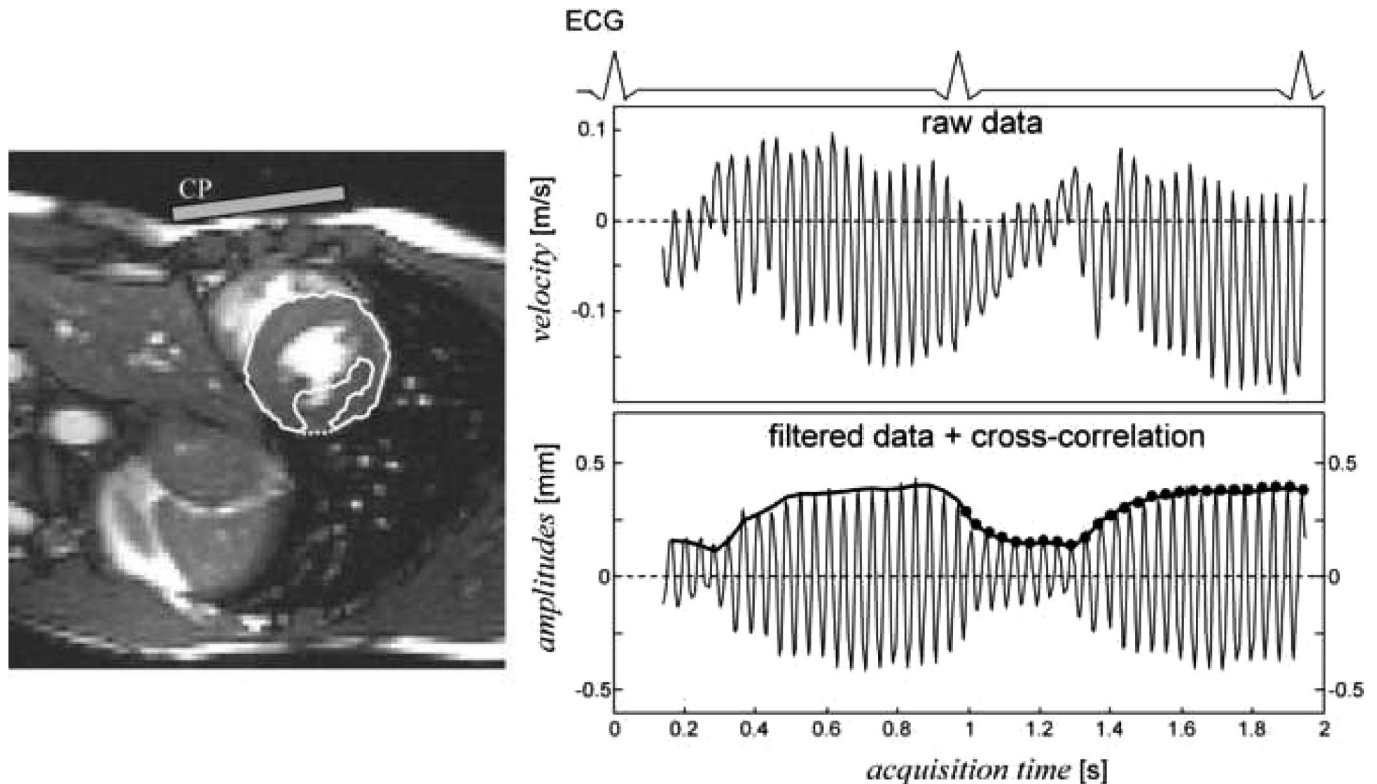 ECG
CP
raw data
0.1
0
-0.1
velocity [m/s]
filtered data + cross-correlation
0.5
0
-0.5
0.5
0
-0.5
amplitudes [mm]
0 0.2 0.4 0.6 0.8 1 1.2 1.4 1.6 1.8 2
acquisition time [s]